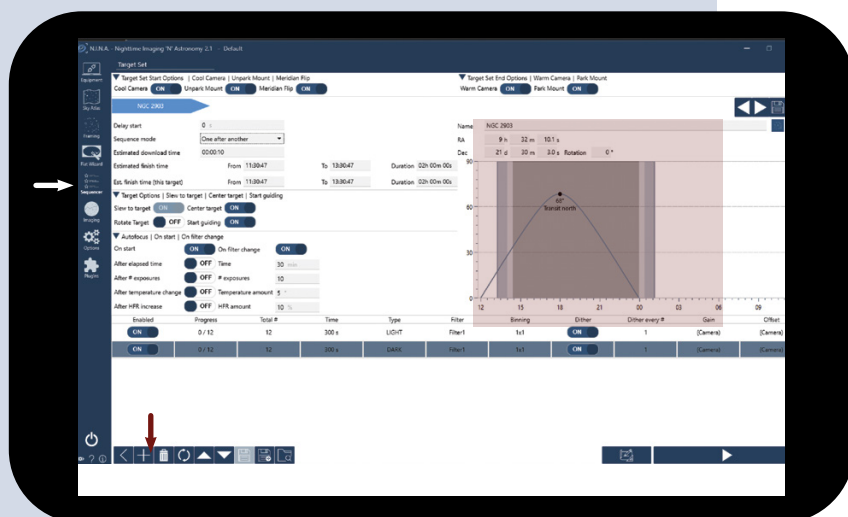 N.I.N.A. - Nighttime Imaging 'N' Astronomy 2.1 - Default
Target Set
Equipment
Sky Atlas
Framing
Flat Wizard
Sequencer
Imaging
Options
Plugins
Target Set Start Options | Cool Camera | Unpark Mount | Meridian Flip
Cool Camera ON Unpark Mount ON Meridian Flip ON
Target Set End Options | Warm Camera | Park Mount
Warm Camera ON Park Mount ON
NGC 2903
Delay start 0 s
Sequence mode One after another
Estimated download time 00:00:10
Estimated finish time From 11:30:47 To 13:30:47 Duration 02h 00m 00s
Est. finish time (this target) From 11:30:47 To 13:30:47 Duration 02h 00m 00s
Target Options | Slew to target | Center target | Start guiding
Slew to target ON Center target ON
Rotate Target OFF Start guiding ON
Autofocus | On start | On filter change
On start ON On filter change ON
After elapsed time OFF Time 30 min
After # exposures OFF # exposures 10
After temperature change OFF Temperature amount 5 °
After HFR increase OFF HFR amount 10 %
Name NGC 2903
RA 9 h 32 m 10.1 s
Dec 21 d 30 m 3.0 s Rotation 0 °
90
60
30
0
68°
Transit north
12 15 18 21 00 03 06 09
Enabled Progress Total # Time Type Filter Binning Dither Dither every # Gain Offset
ON 0 / 12 12 300 s LIGHT Filter1 1x1 ON 1 (Camera) (Camera)
ON 0 / 12 12 200 s DARK Filter1 1x1 ON 1 (Camera) (Camera)